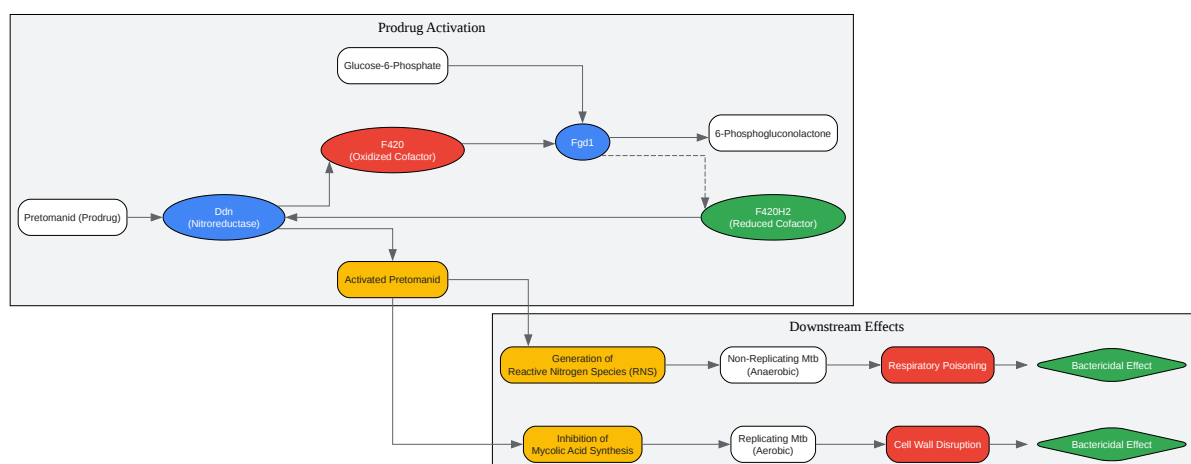 Prodrug Activation
Glucose-6-Phosphate
6-Phosphogluconolactone
F420
(Oxidized Cofactor)
Fgd1
Pretomanid (Prodrug)
Ddn
(Nitroreductase)
F420H2
(Reduced Cofactor)
Activated Pretomanid
Downstream Effects
Generation of
Reactive Nitrogen Species (RNS)
Non-Replicating Mtb
(Anaerobic)
Respiratory Poisoning
Bactericidal Effect
Inhibition of
Mycolic Acid Synthesis
Replicating Mtb
(Aerobic)
Cell Wall Disruption
Bactericidal Effect